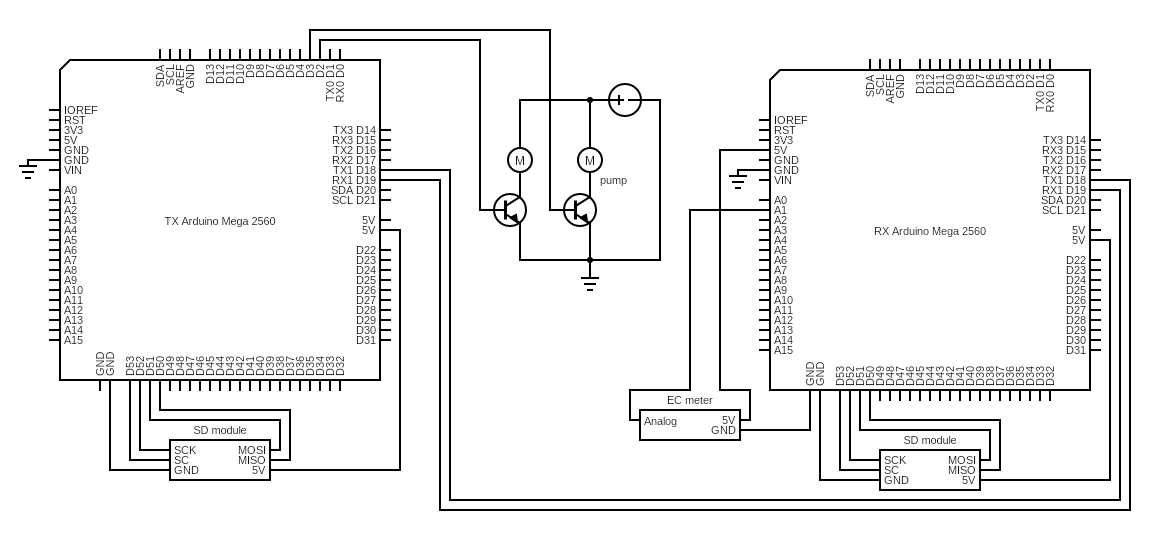 SDA
SCL
AREF
GND
D13
D12
D11
D10
D9
D8
D7
D6
D5
D4
D3
D2
TX0 D1
RX0 D0
IOREF
RST
3V3
5V
GND
GND
VIN
A0
A1
A2
A3
A4
A5
A6
A7
A8
A9
A10
A11
A12
A13
A14
A15
TX Arduino Mega 2560
TX3 D14
RX3 D15
TX2 D16
RX2 D17
TX1 D18
RX1 D19
SDA D20
SCL D21
5V
5V
D22
D23
D24
D25
D26
D27
D28
D29
D30
D31
GND
GND
D53
D52
D51
D50
D49
D48
D47
D46
D45
D44
D43
D42
D41
D40
D39
D38
D37
D36
D35
D34
D33
D32
SD module
SCK
SC
GND
MOSI
MISO
5V
M
M
pump
EC meter
Analog
5V
GND
SDA
SCL
AREF
GND
D13
D12
D11
D10
D9
D8
D7
D6
D5
D4
D3
D2
TX0 D1
RX0 D0
IOREF
RST
3V3
5V
GND
GND
VIN
A0
A1
A2
A3
A4
A5
A6
A7
A8
A9
A10
A11
A12
A13
A14
A15
RX Arduino Mega 2560
TX3 D14
RX3 D15
TX2 D16
RX2 D17
TX1 D18
RX1 D19
SDA D20
SCL D21
5V
5V
D22
D23
D24
D25
D26
D27
D28
D29
D30
D31
GND
GND
D53
D52
D51
D50
D49
D48
D47
D46
D45
D44
D43
D42
D41
D40
D39
D38
D37
D36
D35
D34
D33
D32
SD module
SCK
SC
GND
MOSI
MISO
5V